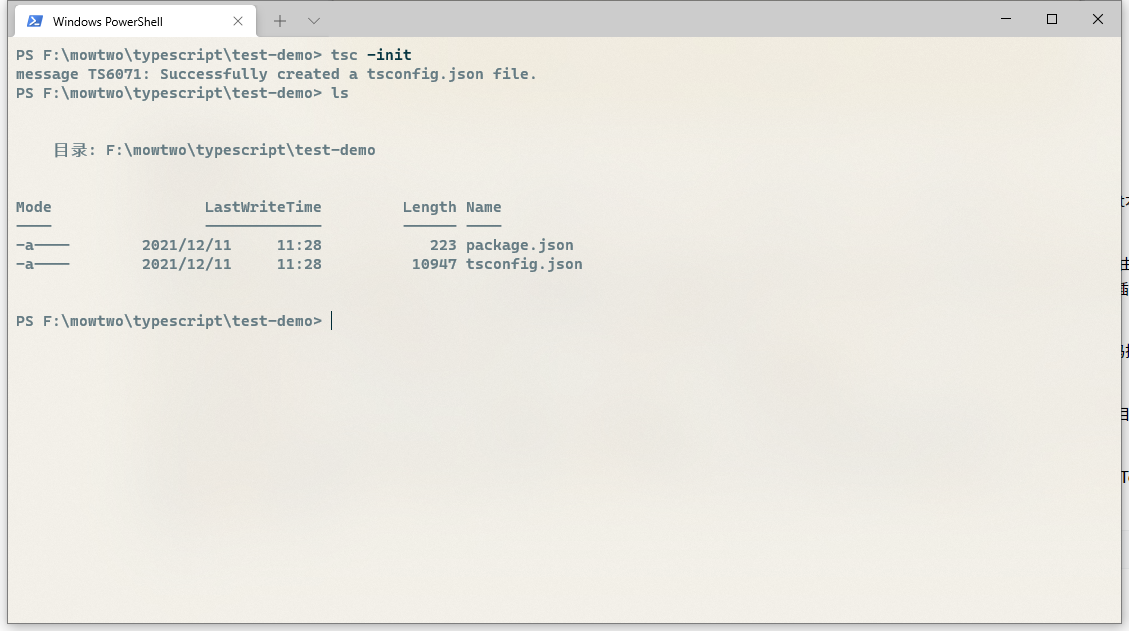 Windows PowerShell
PS F:\mowtwo\typescript\test-demo> tsc -init
message TS6071: Successfully created a tsconfig.json file.
PS F:\mowtwo\typescript\test-demo> ls
目录: F:\mowtwo\typescript\test-demo
Mode LastWriteTime Length Name
---- ------------- ------ ----
-a---- 2021/12/11 11:28 223 package.json
-a---- 2021/12/11 11:28 10947 tsconfig.json
PS F:\mowtwo\typescript\test-demo>